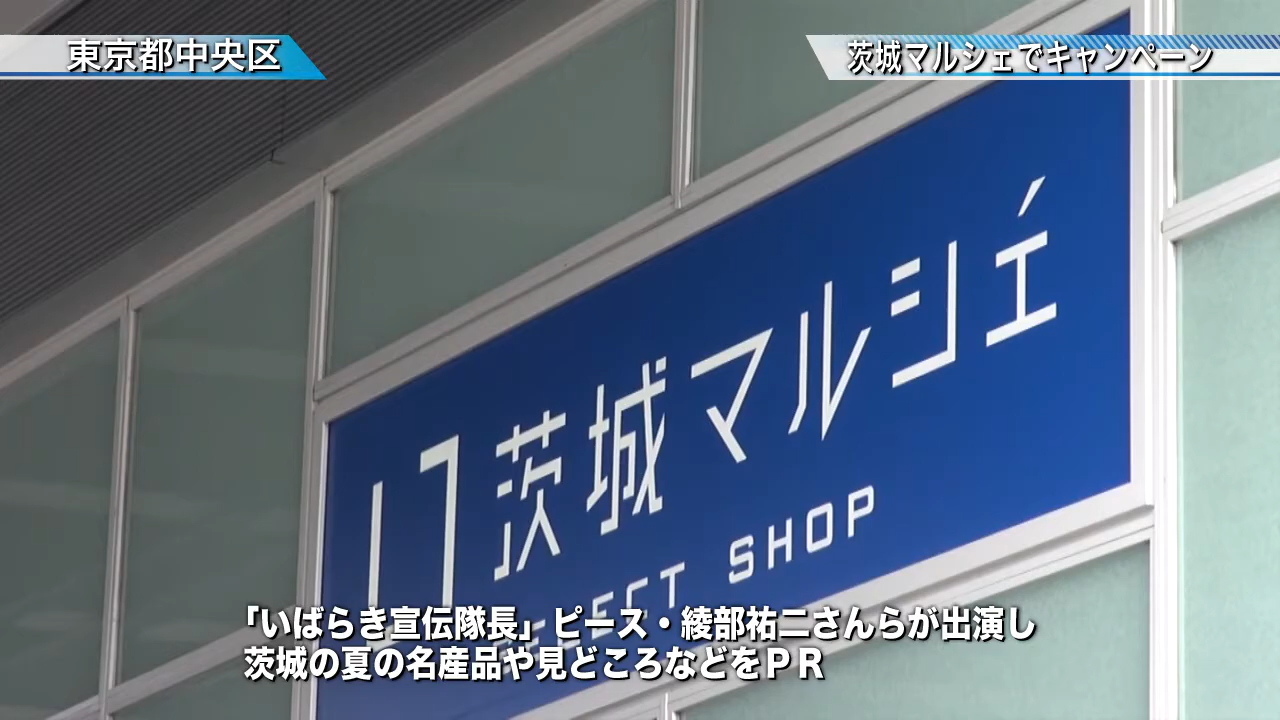 東京都中央区
茨城マルシェでキャンペーン
茨城マルシェ
SELECT SHOP
「いばらき宣伝隊長」ピース・綾部祐二さんらが出演し
茨城の夏の名産品や見どころなどをＰＲ